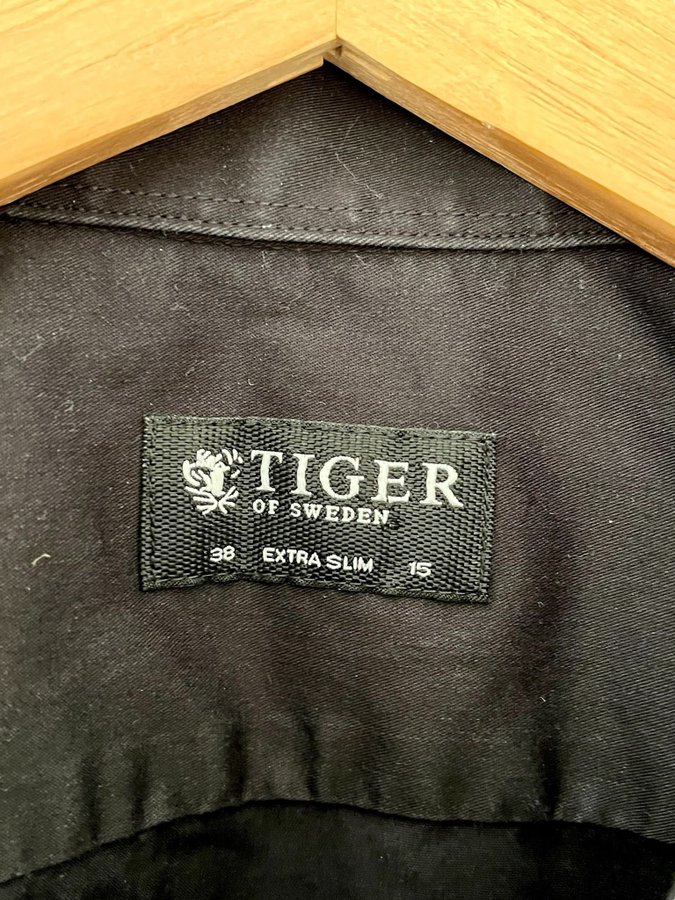 TIGER
OF SWEDEN
38 EXTRA SLIM 15